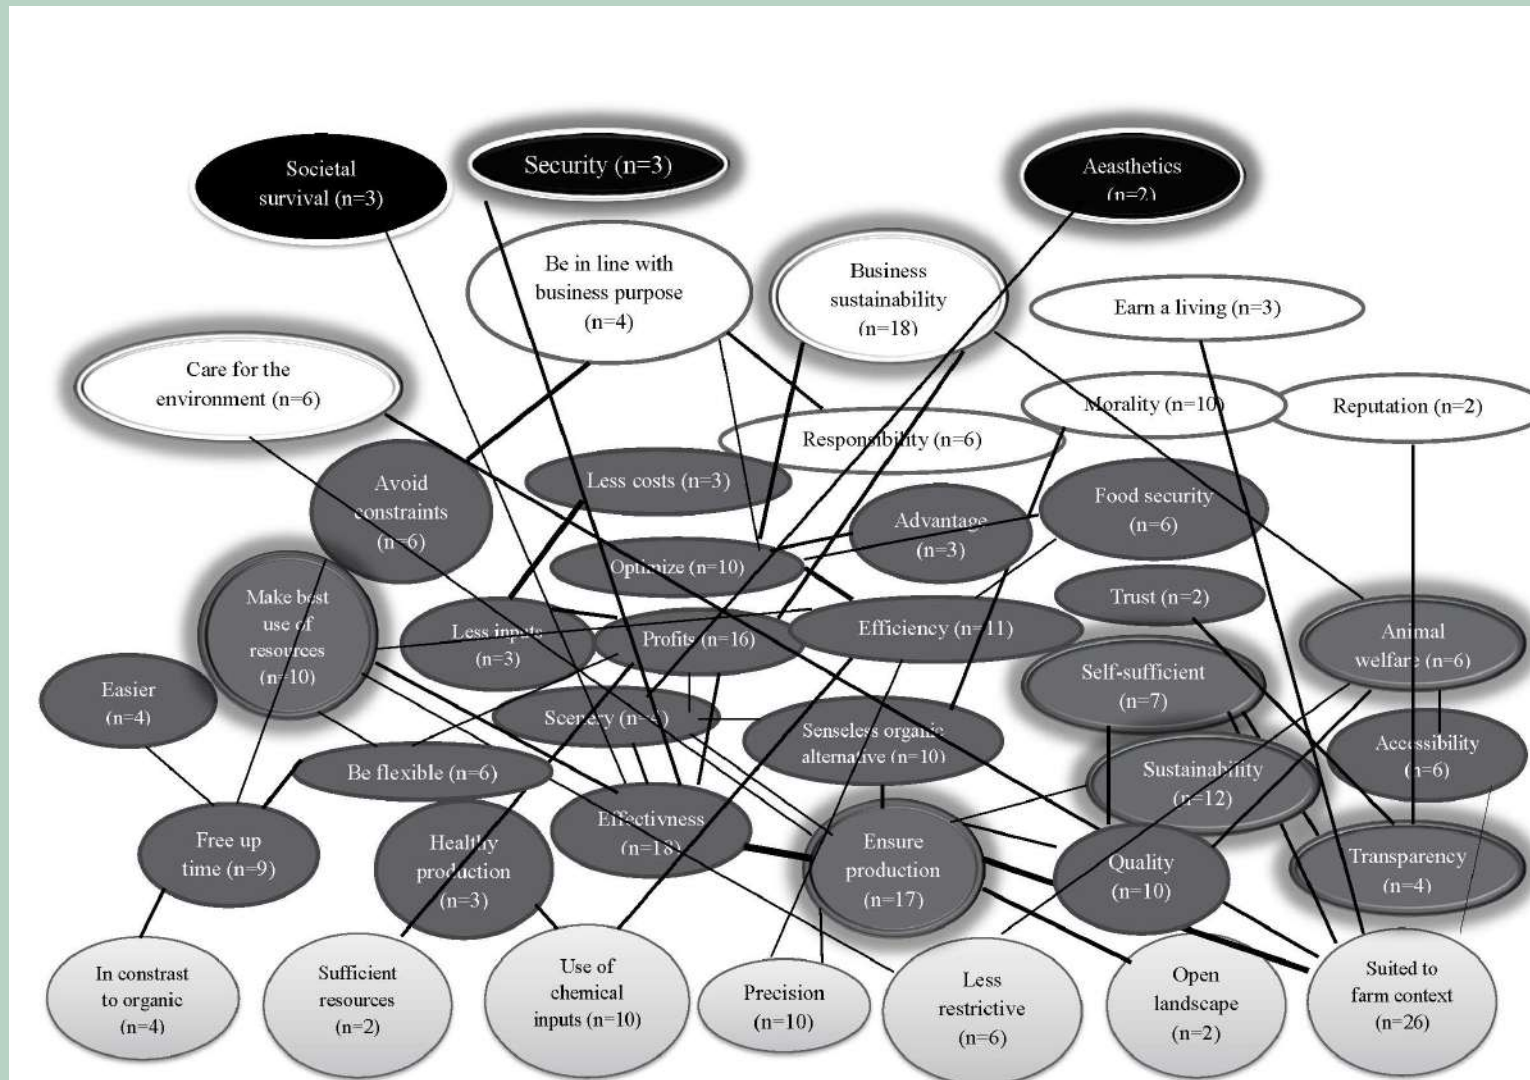 Societal
survival (n=3)
Security (n=3)
Aeasthetics
(n=2)
Be in line with
business purpose
(n=4)
Business
sustainability
(n=18)
Earn a living (n=3)
Care for the
environment (n=6)
Morality (n=10)
Reputation (n=2)
Responsibility (n=6)
Avoid
constraints
(n=6)
Less costs (n=3)
Advantage
(n=3)
Food security
(n=6)
Optimize (n=10)
Make best
use of
resources
(n=10)
Less inputs
(n=3)
Profits (n=16)
Efficiency (n=11)
Trust (n=2)
Animal
welfare (n=6)
Easier
(n=4)
Self-sufficient
(n=7)
Scenery
Senseless organic
alternative (n=10)
Accessibility
(n=6)
Be flexible (n=6)
Sustainability
(n=12)
Free up
time (n=9)
Healthy
production
(n=3)
Effectivness
(n=18)
Ensure
production
(n=17)
Quality
(n=10)
Transparency
(n=4)
In constrast
to organic
(n=4)
Sufficient
resources
(n=2)
Use of
chemical
inputs (n=10)
Precision
(n=10)
Less
restrictive
(n=6)
Open
landscape
(n=2)
Suited to
farm context
(n=26)